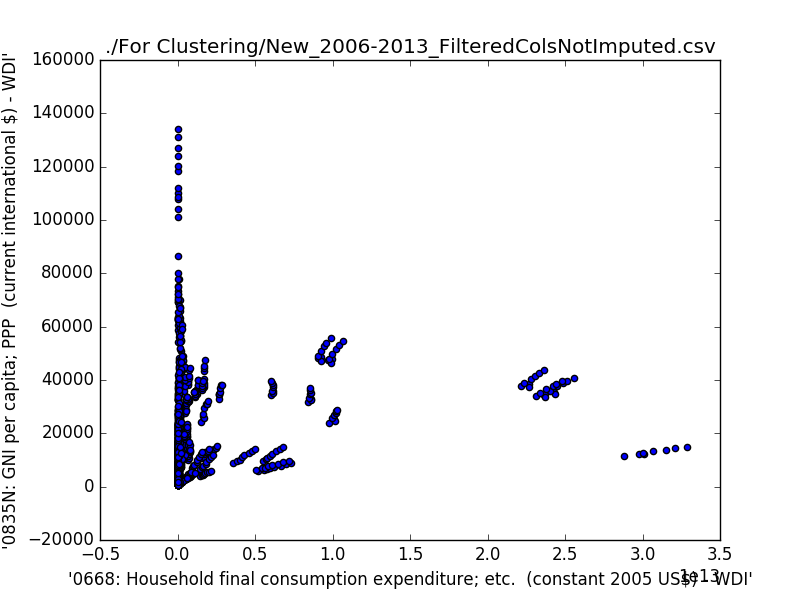 ./For Clustering/New_2006-2013_FilteredColsNotImputed.csv
'0835N: GNI per capita; PPP (current international $) - WDI'
160000
140000
120000
100000
80000
60000
40000
20000
0
−20000
−0.5 0.0 0.5 1.0 1.5 2.0 2.5 3.0 3.5
1e13
'0668: Household final consumption expenditure; etc. (constant 2005 US$) - WDI'